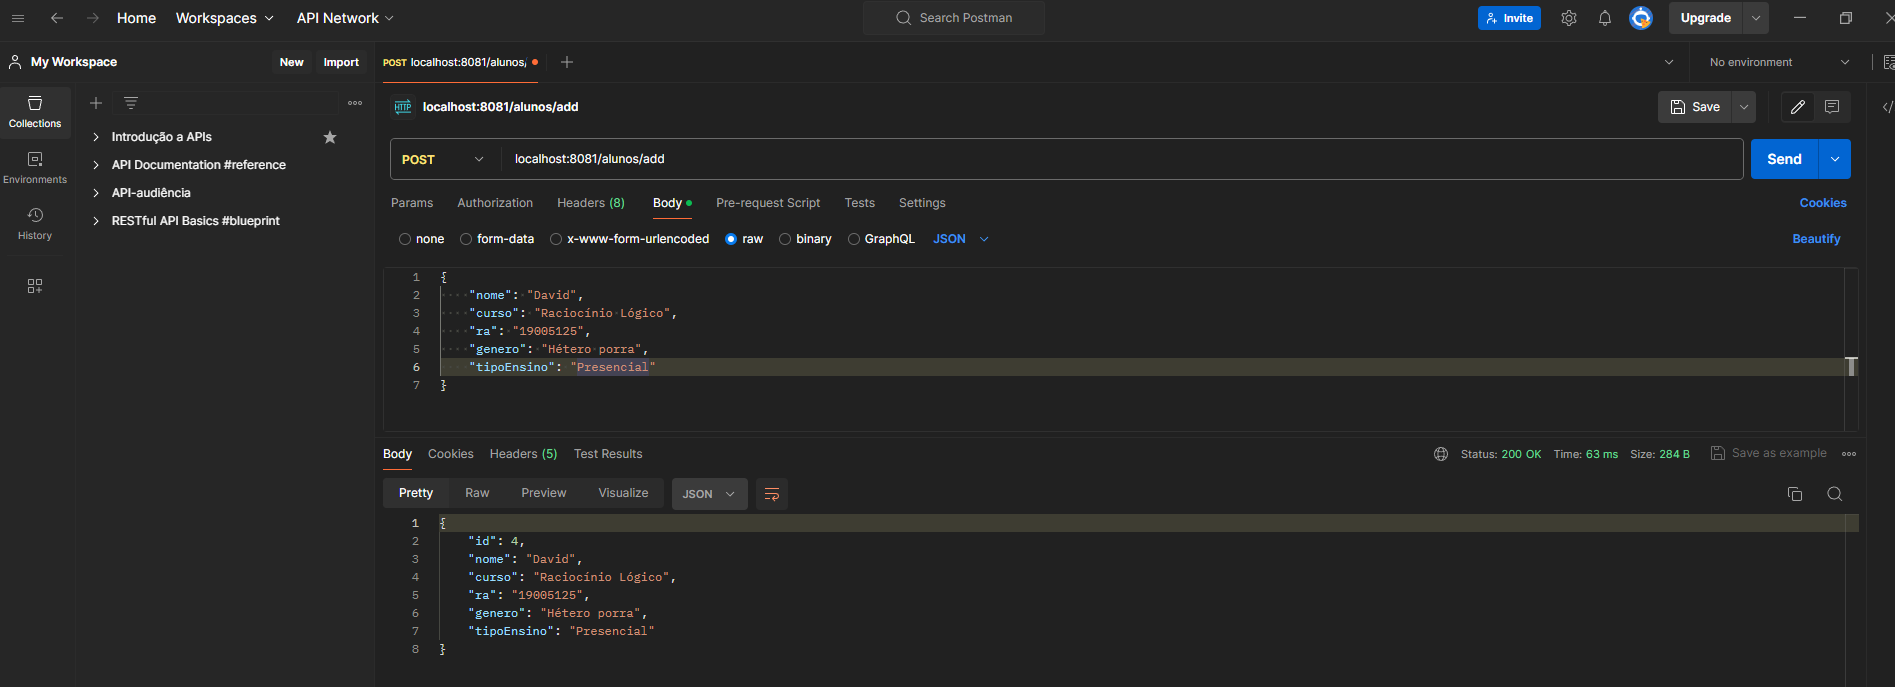 Home Workspaces API Network Search Postman Invite Upgrade
My Workspace New Import POST localhost:8081/alunos/ No environment
Collections
Environments
History
Introdução a APIs
API Documentation #reference
API-audiência
RESTful API Basics #blueprint
HTTP localhost:8081/alunos/add Save
POST localhost:8081/alunos/add Send
Params Authorization Headers (8) Body Pre-request Script Tests Settings Cookies
none form-data x-www-form-urlencoded raw binary GraphQL JSON Beautify
1 {
2 "nome": "David",
3 "curso": "Raciocínio Lógico",
4 "ra": "19005125",
5 "genero": "Hétero porra",
6 "tipoEnsino": "Presencial"
7 }
Body Cookies Headers (5) Test Results Status: 200 OK Time: 63 ms Size: 284 B Save as example
Pretty Raw Preview Visualize JSON
1 {
2 "id": 4,
3 "nome": "David",
4 "curso": "Raciocínio Lógico",
5 "ra": "19005125",
6 "genero": "Hétero porra",
7 "tipoEnsino": "Presencial"
8 }